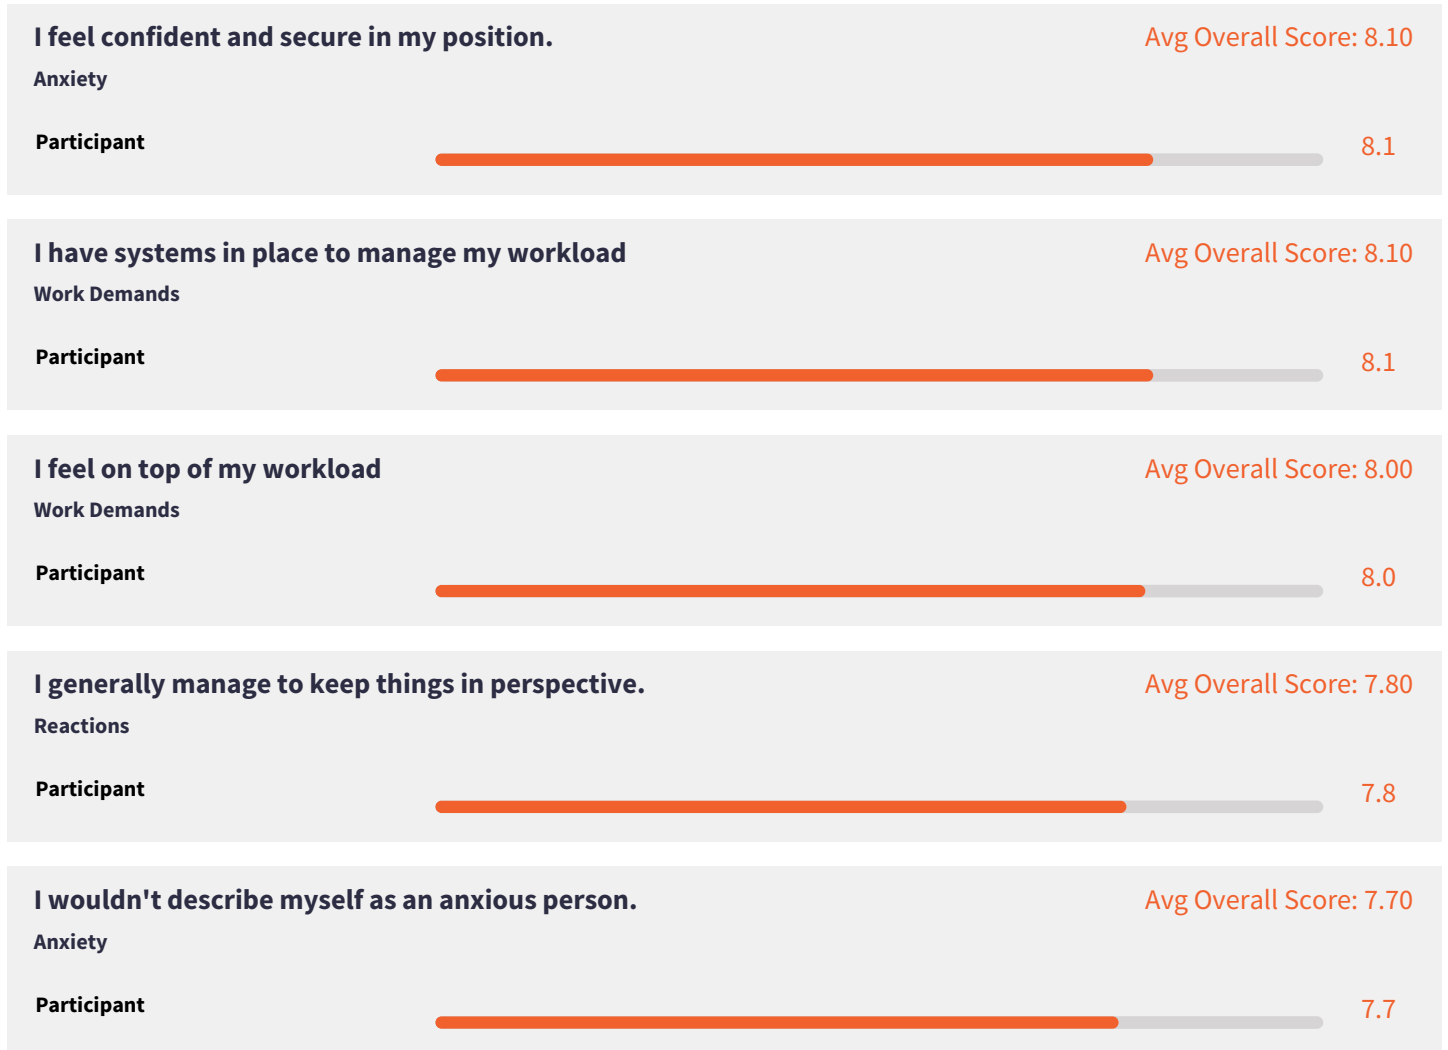 I feel confident and secure in my position.
Avg Overall Score: 8.10
Anxiety
Participant
8.1
I have systems in place to manage my workload
Avg Overall Score: 8.10
Work Demands
Participant
8.1
I feel on top of my workload
Avg Overall Score: 8.00
Work Demands
Participant
8.0
I generally manage to keep things in perspective.
Avg Overall Score: 7.80
Reactions
Participant
7.8
I wouldn't describe myself as an anxious person.
Avg Overall Score: 7.70
Anxiety
Participant
7.7